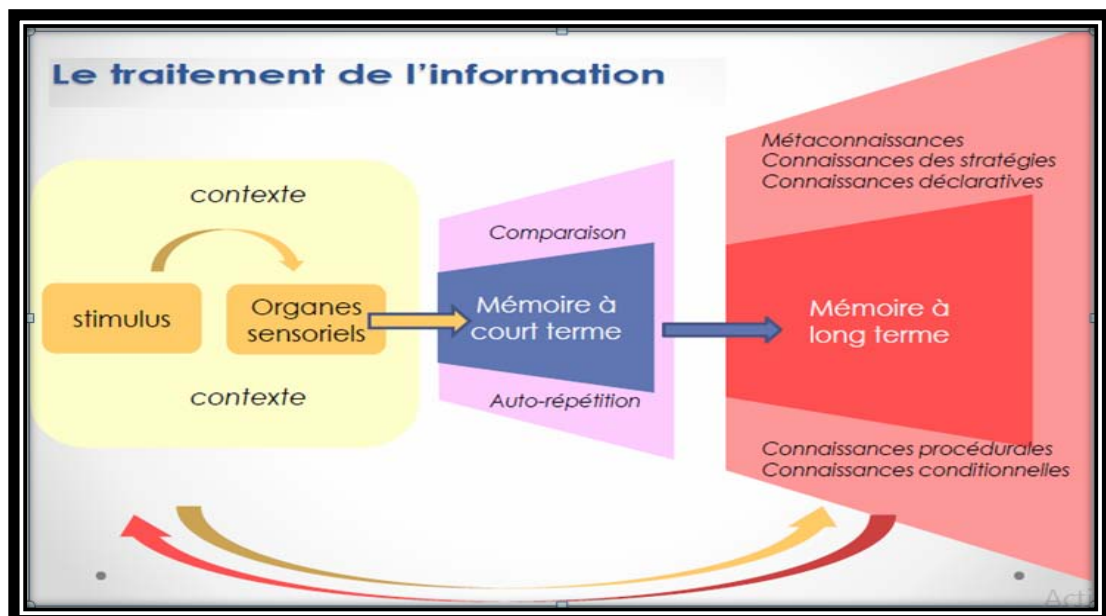 Le traitement de l'information
contexte
stimulus
Organes
sensoriels
contexte
Comparaison
Mémoire à
court terme
Auto-répétition
Métaconnaissances
Connaissances des stratégies
Connaissances déclaratives
Mémoire à
long terme
Connaissances procédurales
Connaissances conditionnelles
Acti